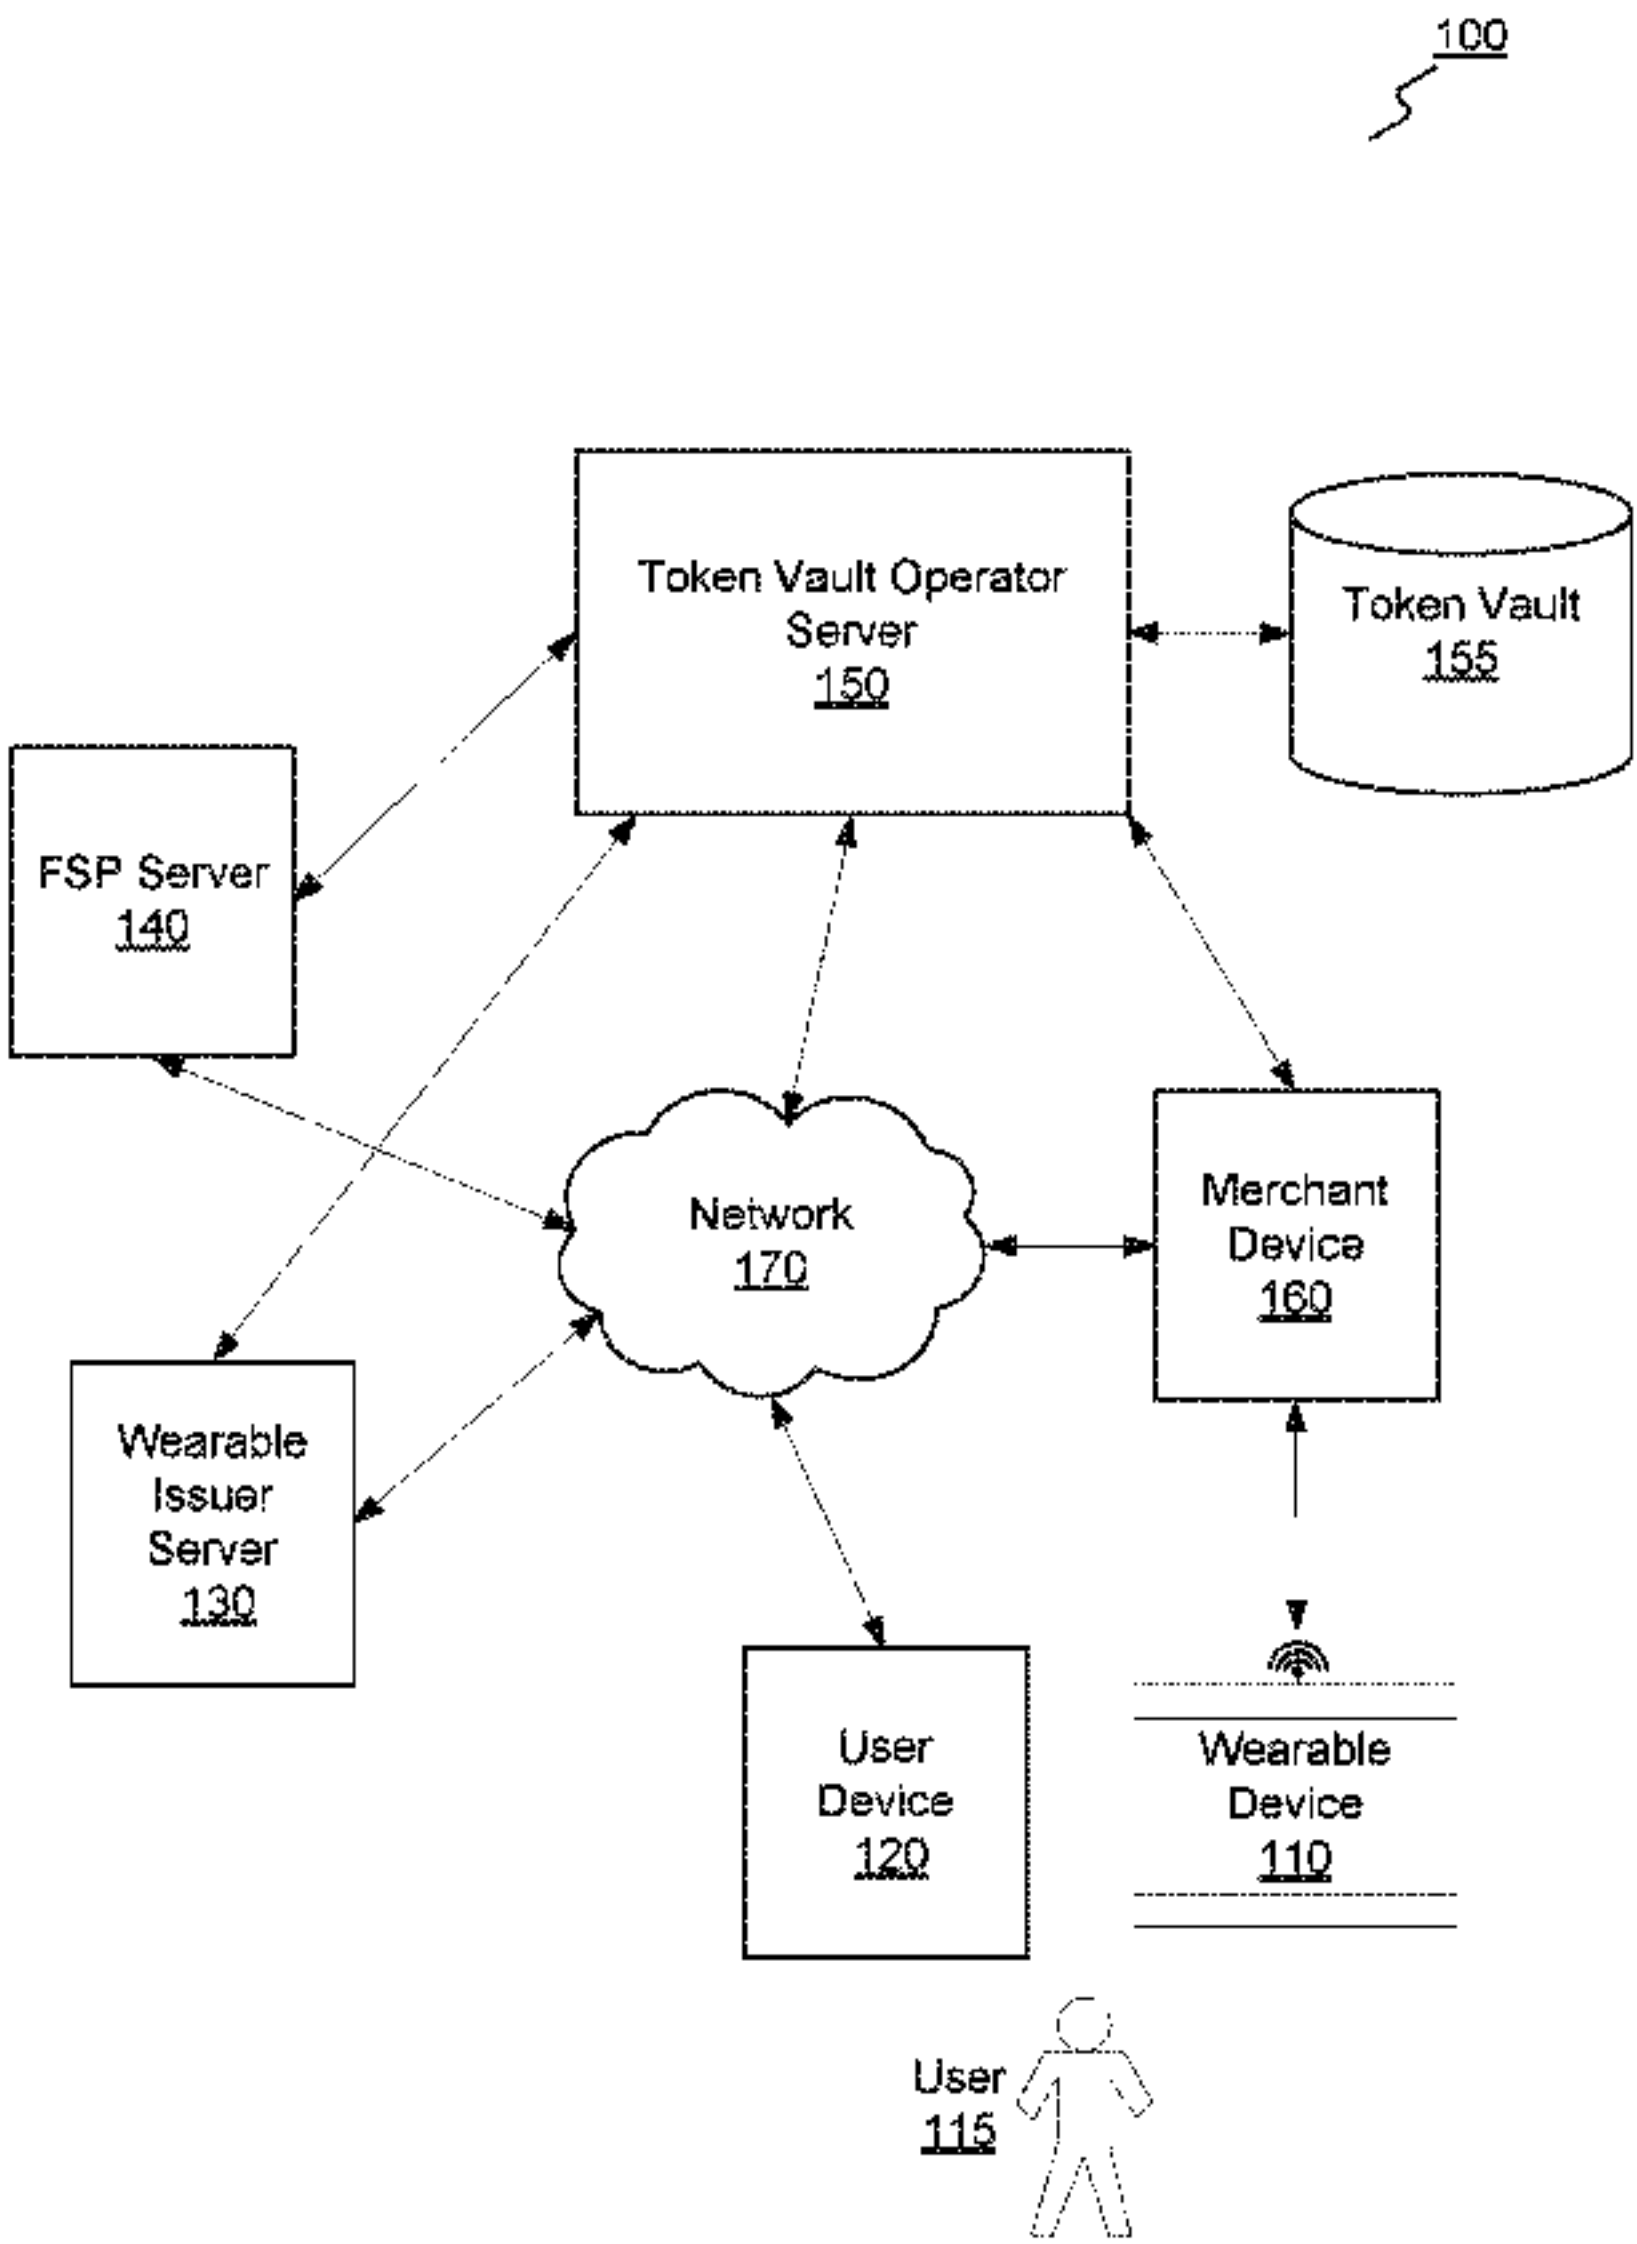 100
Token Vault Operator
Server
150
Token Vault
155
FSP Server
140
Network
170
Merchant
Device
160
Wearable
Issuer
Server
130
User
Device
120
Wearable
Device
110
User
115